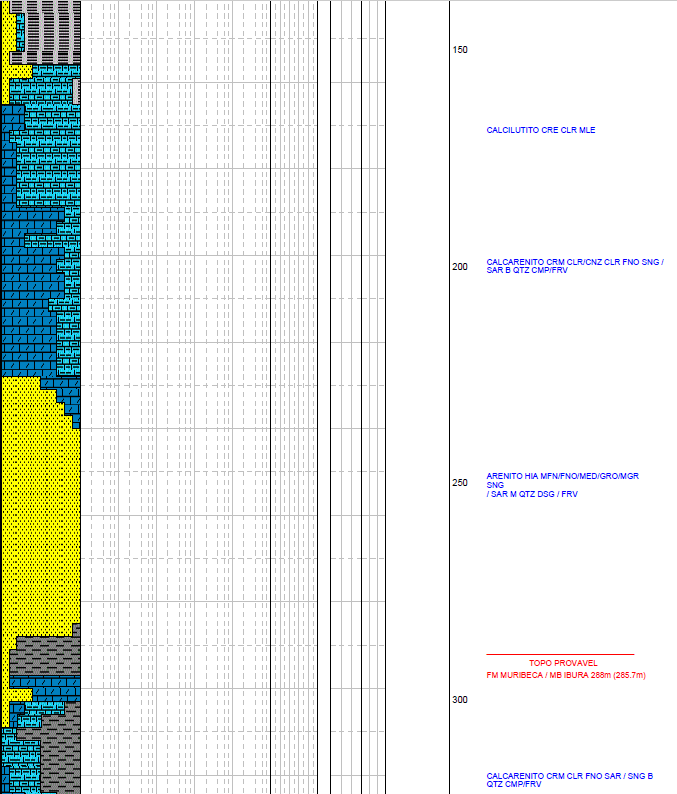 150
CALCILUTITO CRE CLR MLE
CALCARENITO CRM CLR/CNZ CLR FNO SNG /
SAR B QTZ CMP/FRV
200
ARENITO HIA MFN/FNO/MED/GRO/MGR
SNG
/ SAR M QTZ DSG / FRV
250
TOPO PROVAVEL
FM MURIBECA / MB IBURA 288m (285.7m)
300
CALCARENITO CRM CLR FNO SAR / SNG B
QTZ CMP/FRV